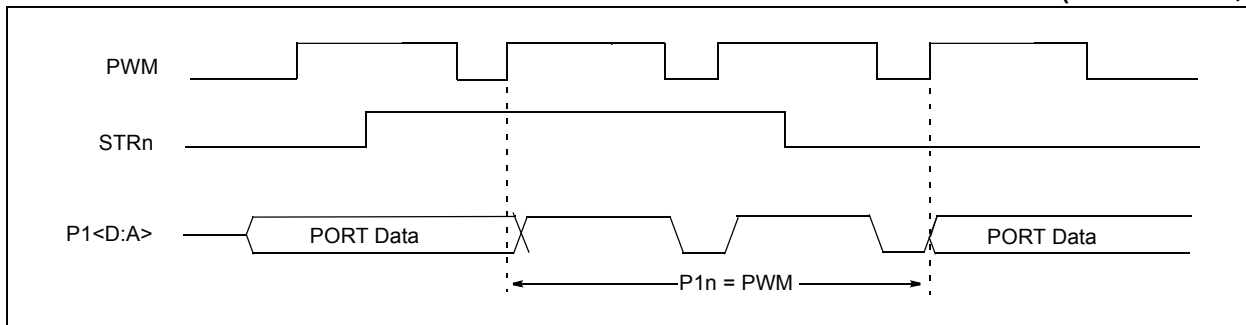 PWM
STRn
P1<D:A>
PORT Data
PORT Data
P1n = PWM